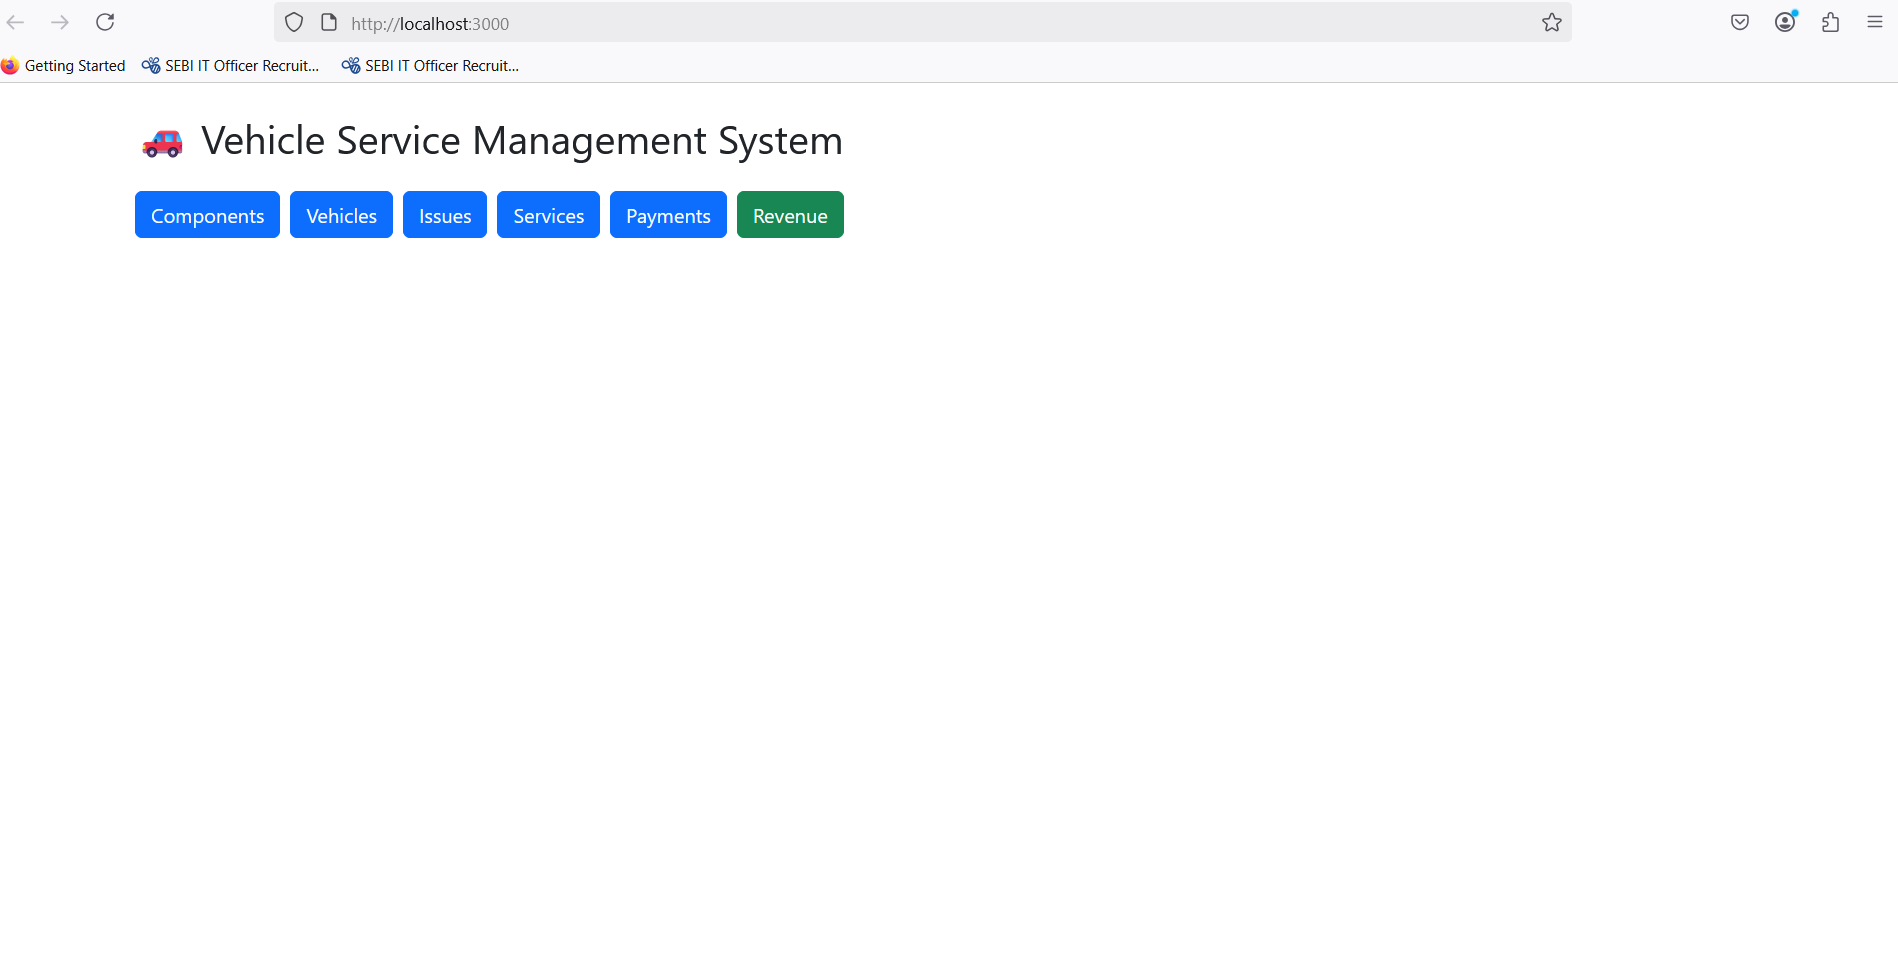 http://localhost:3000
Getting Started SEBI IT Officer Recruit... SEBI IT Officer Recruit...
Vehicle Service Management System
Components Vehicles Issues Services Payments Revenue